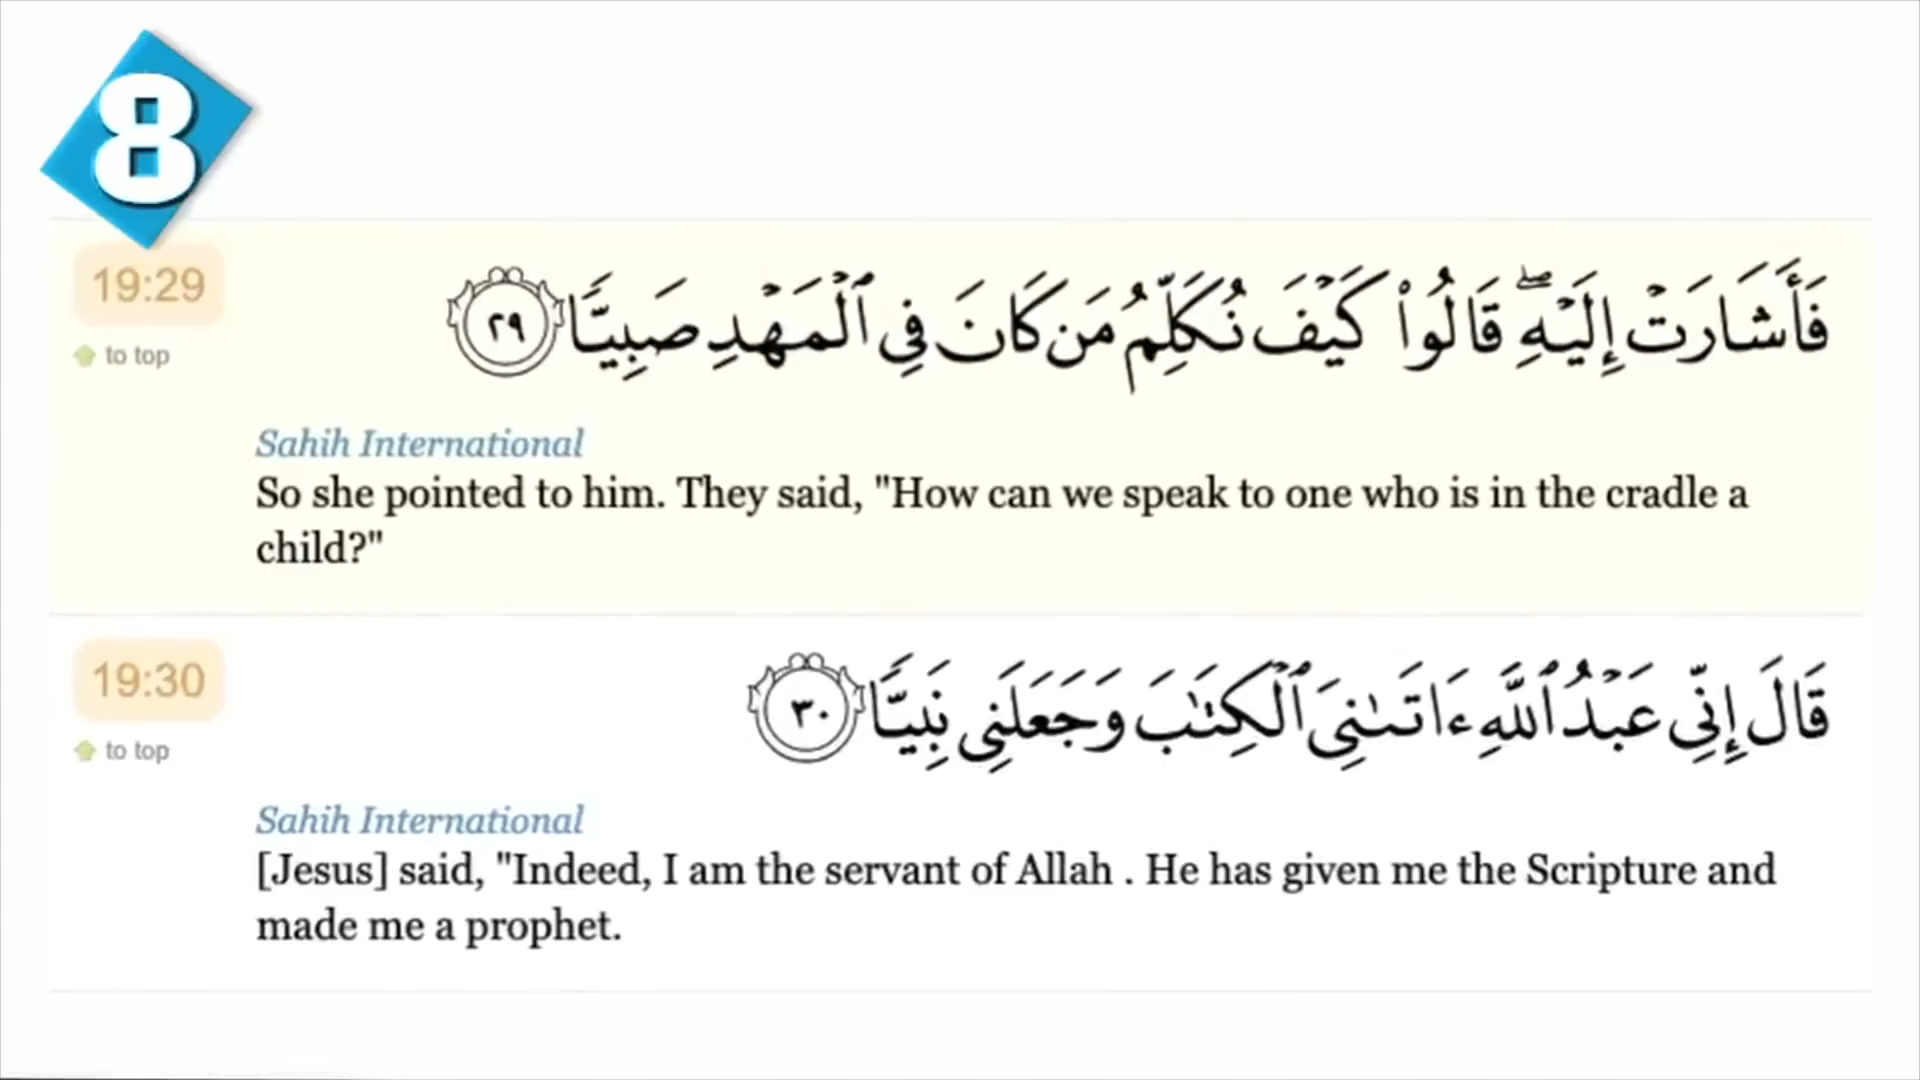 8
19:29
فَأَشَارَتْ إِلَيْهِ ۖ قَالُوا۟ كَيْفَ نُكَلِّمُ مَن كَانَ فِى ٱلْمَهْدِ صَبِيًّا ٢٩
to top
Sahih International
So she pointed to him. They said, "How can we speak to one who is in the cradle a
child?"
19:30
قَالَ إِنِّى عَبْدُ ٱللَّهِ ءَاتَىٰنِىَ ٱلْكِتَـٰبَ وَجَعَلَنِى نَبِيًّا ٣٠
to top
Sahih International
[Jesus] said, "Indeed, I am the servant of Allah . He has given me the Scripture and
made me a prophet.